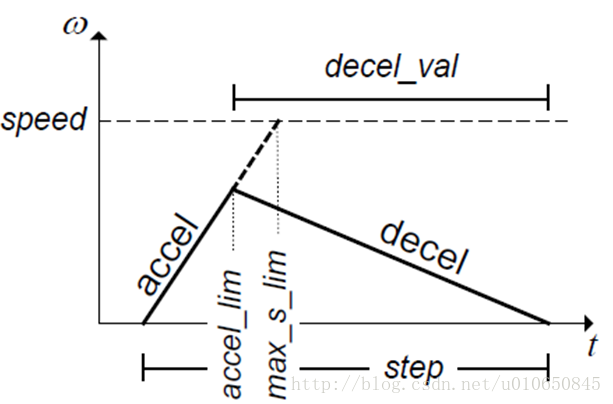 ω
decel_val
speed
accel
decel
accel_lim
max_s_lim
t
step
http://blog.csdn.net/u010650845